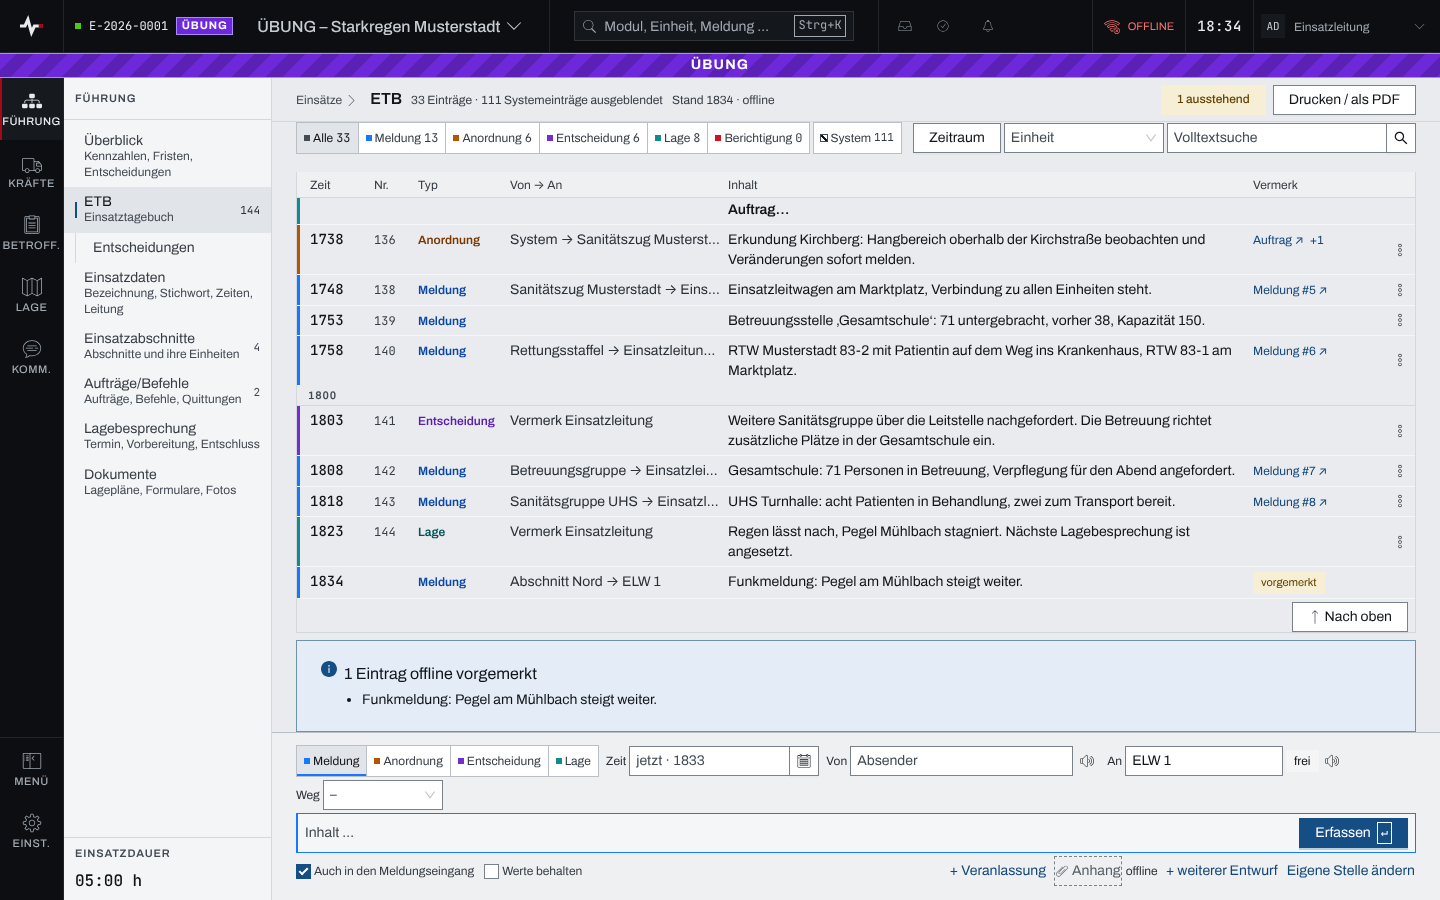 E-2026-0001 ÜBUNG ÜBUNG – Starkregen Musterstadt Modul, Einheit, Meldung ... Strg+K OFFLINE 18:34 AD Einsatzleitung
ÜBUNG
FÜHRUNG
KRÄFTE
BETROFF.
LAGE
KOMM.
MENÜ
EINST.
FÜHRUNG
Überblick
Kennzahlen, Fristen,
Entscheidungen
ETB
Einsatztagebuch 144
Entscheidungen
Einsatzdaten
Bezeichnung, Stichwort, Zeiten,
Leitung
Einsatzabschnitte
Abschnitte und ihre Einheiten 4
Aufträge/Befehle
Aufträge, Befehle, Quittungen 2
Lagebesprechung
Termin, Vorbereitung, Entschluss
Dokumente
Lagepläne, Formulare, Fotos
EINSATZDAUER
05:00 h
Einsätze ETB 33 Einträge · 111 Systemeinträge ausgeblendet Stand 1834 · offline 1 ausstehend Drucken / als PDF
Alle 33 Meldung 13 Anordnung 6 Entscheidung 6 Lage 8 Berichtigung 0 System 111 Zeitraum Einheit Volltextsuche
Zeit Nr. Typ Von → An Inhalt Vermerk
Auftrag...
1738 136 Anordnung System → Sanitätszug Musterst... Erkundung Kirchberg: Hangbereich oberhalb der Kirchstraße beobachten und Auftrag ↗ +1
Veränderungen sofort melden.
1748 138 Meldung Sanitätszug Musterstadt → Eins... Einsatzleitwagen am Marktplatz, Verbindung zu allen Einheiten steht. Meldung #5 ↗
1753 139 Meldung Betreuungsstelle ‚Gesamtschule‘: 71 untergebracht, vorher 38, Kapazität 150.
1758 140 Meldung Rettungsstaffel → Einsatzleitun... RTW Musterstadt 83-2 mit Patientin auf dem Weg ins Krankenhaus, RTW 83-1 am Meldung #6 ↗
Marktplatz.
1800
1803 141 Entscheidung Vermerk Einsatzleitung Weitere Sanitätsgruppe über die Leitstelle nachgefordert. Die Betreuung richtet
zusätzliche Plätze in der Gesamtschule ein.
1808 142 Meldung Betreuungsgruppe → Einsatzlei... Gesamtschule: 71 Personen in Betreuung, Verpflegung für den Abend angefordert. Meldung #7 ↗
1818 143 Meldung Sanitätsgruppe UHS → Einsatzl... UHS Turnhalle: acht Patienten in Behandlung, zwei zum Transport bereit. Meldung #8 ↗
1823 144 Lage Vermerk Einsatzleitung Regen lässt nach, Pegel Mühlbach stagniert. Nächste Lagebesprechung ist
angesetzt.
1834 Meldung Abschnitt Nord → ELW 1 Funkmeldung: Pegel am Mühlbach steigt weiter. vorgemerkt
↑ Nach oben
1 Eintrag offline vorgemerkt
• Funkmeldung: Pegel am Mühlbach steigt weiter.
Meldung Anordnung Entscheidung Lage Zeit jetzt · 1833 Von Absender An ELW 1 frei
Weg –
Inhalt ... Erfassen ↵
Auch in den Meldungseingang Werte behalten + Veranlassung Anhang offline + weiterer Entwurf Eigene Stelle ändern